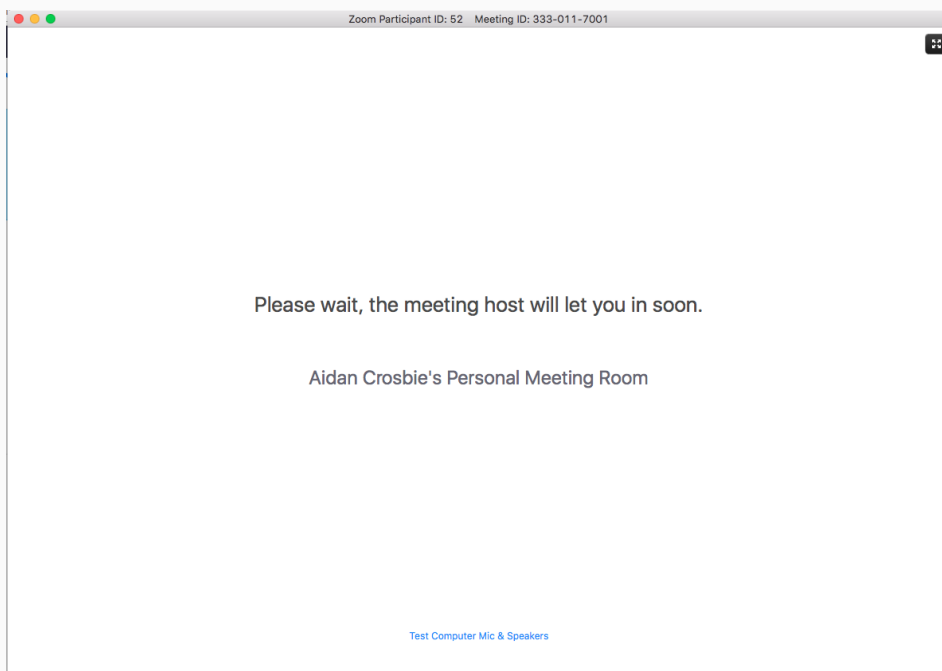 Zoom Participant ID: 52 Meeting ID: 333-011-7001
Please wait, the meeting host will let you in soon.
Aidan Crosbie's Personal Meeting Room
Test Computer Mic & Speakers